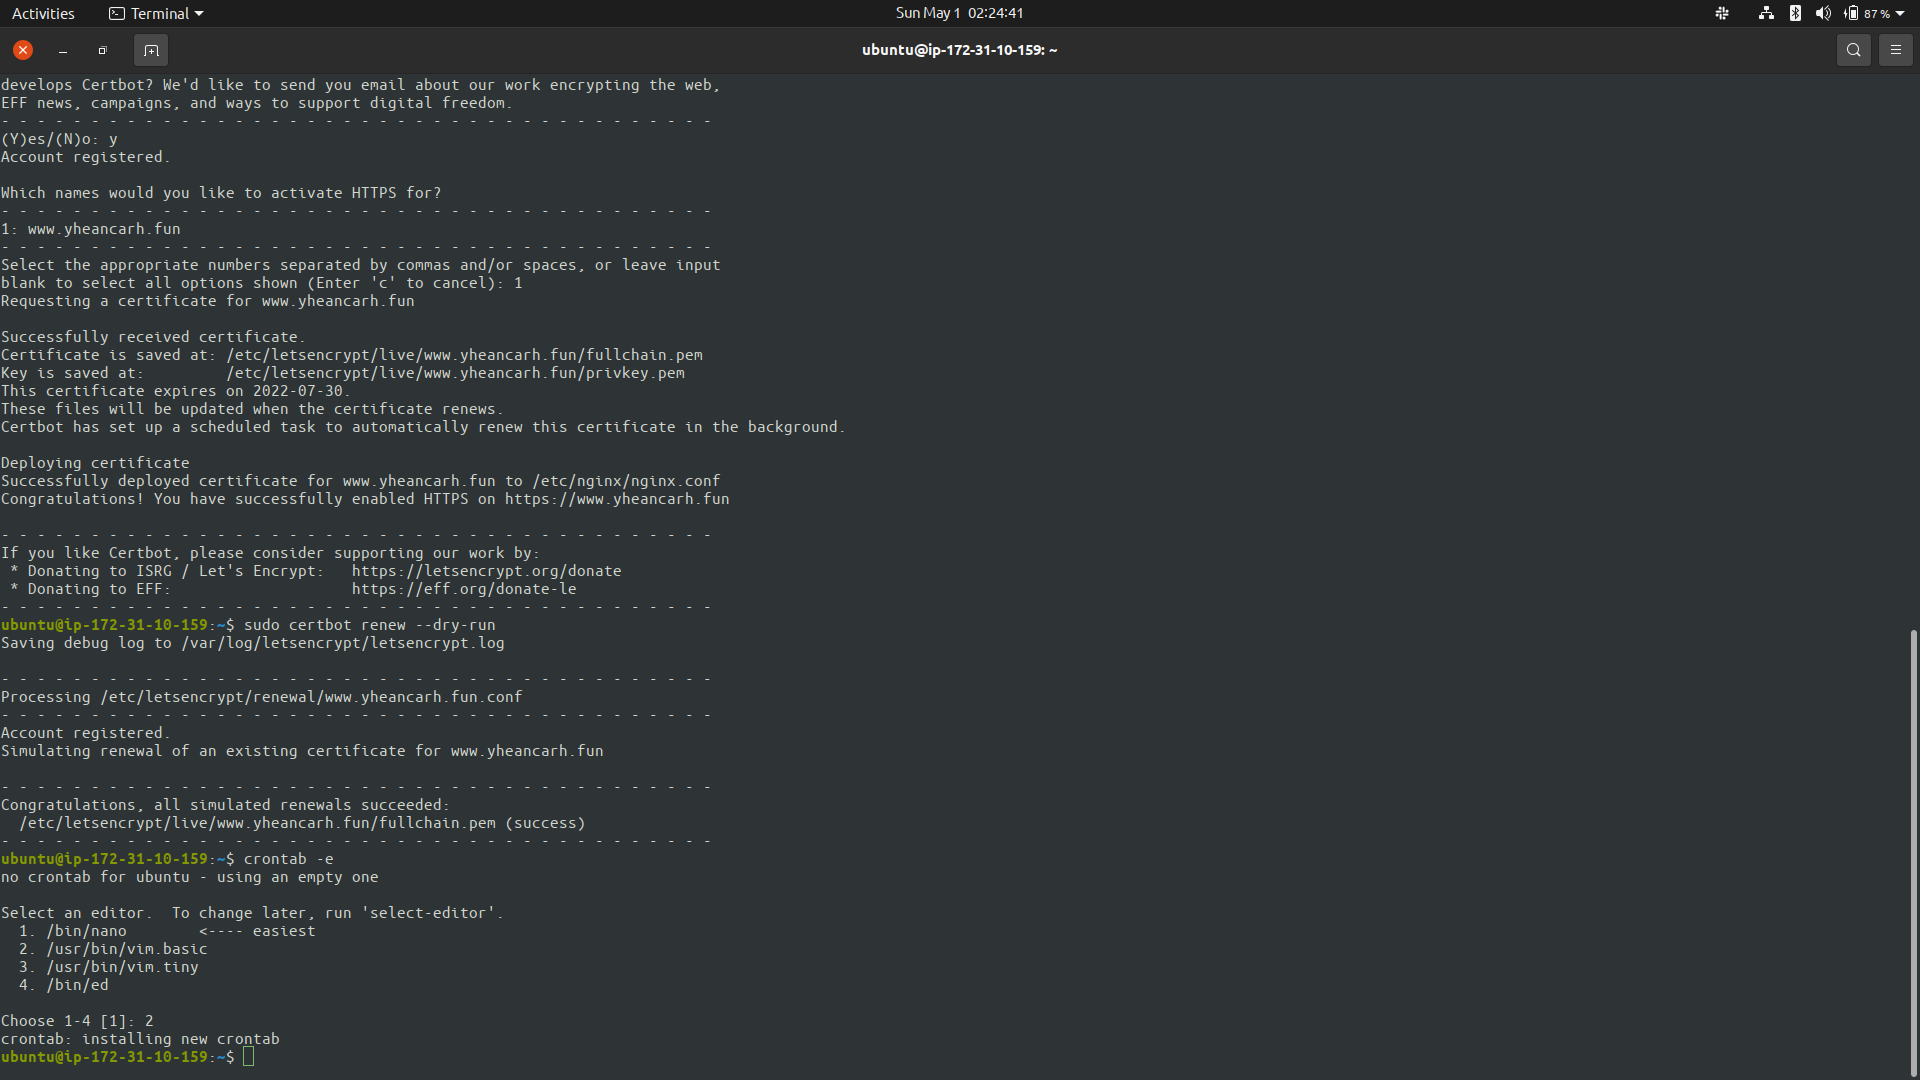 Activities Terminal Sun May 1 02:24:41 87 %
ubuntu@ip-172-31-10-159: ~
develops Certbot? We'd like to send you email about our work encrypting the web,
EFF news, campaigns, and ways to support digital freedom.
- - - - - - - - - - - - - - - - - - - - - - - - - - - - - - - - - - - - - - - -
(Y)es/(N)o: y
Account registered.

Which names would you like to activate HTTPS for?
- - - - - - - - - - - - - - - - - - - - - - - - - - - - - - - - - - - - - - - -
1: www.yheancarh.fun
- - - - - - - - - - - - - - - - - - - - - - - - - - - - - - - - - - - - - - - -
Select the appropriate numbers separated by commas and/or spaces, or leave input
blank to select all options shown (Enter 'c' to cancel): 1
Requesting a certificate for www.yheancarh.fun

Successfully received certificate.
Certificate is saved at: /etc/letsencrypt/live/www.yheancarh.fun/fullchain.pem
Key is saved at:         /etc/letsencrypt/live/www.yheancarh.fun/privkey.pem
This certificate expires on 2022-07-30.
These files will be updated when the certificate renews.
Certbot has set up a scheduled task to automatically renew this certificate in the background.

Deploying certificate
Successfully deployed certificate for www.yheancarh.fun to /etc/nginx/nginx.conf
Congratulations! You have successfully enabled HTTPS on https://www.yheancarh.fun

- - - - - - - - - - - - - - - - - - - - - - - - - - - - - - - - - - - - - - - -
If you like Certbot, please consider supporting our work by:
 * Donating to ISRG / Let's Encrypt:   https://letsencrypt.org/donate
 * Donating to EFF:                    https://eff.org/donate-le
- - - - - - - - - - - - - - - - - - - - - - - - - - - - - - - - - - - - - - - -
ubuntu@ip-172-31-10-159:~$ sudo certbot renew --dry-run
Saving debug log to /var/log/letsencrypt/letsencrypt.log

- - - - - - - - - - - - - - - - - - - - - - - - - - - - - - - - - - - - - - - -
Processing /etc/letsencrypt/renewal/www.yheancarh.fun.conf
- - - - - - - - - - - - - - - - - - - - - - - - - - - - - - - - - - - - - - - -
Account registered.
Simulating renewal of an existing certificate for www.yheancarh.fun

- - - - - - - - - - - - - - - - - - - - - - - - - - - - - - - - - - - - - - - -
Congratulations, all simulated renewals succeeded:
  /etc/letsencrypt/live/www.yheancarh.fun/fullchain.pem (success)
- - - - - - - - - - - - - - - - - - - - - - - - - - - - - - - - - - - - - - - -
ubuntu@ip-172-31-10-159:~$ crontab -e
no crontab for ubuntu - using an empty one

Select an editor.  To change later, run 'select-editor'.
  1. /bin/nano        <---- easiest
  2. /usr/bin/vim.basic
  3. /usr/bin/vim.tiny
  4. /bin/ed

Choose 1-4 [1]: 2
crontab: installing new crontab
ubuntu@ip-172-31-10-159:~$